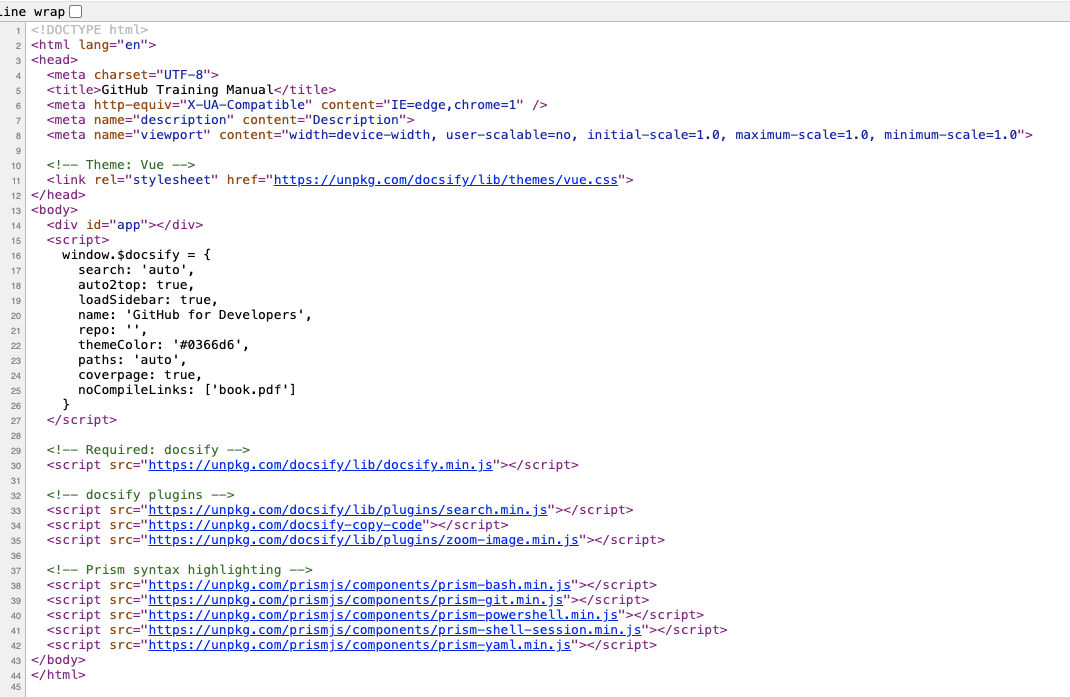 Line wrap
1 <!DOCTYPE html>
2 <html lang="en">
3 <head>
4   <meta charset="UTF-8">
5   <title>GitHub Training Manual</title>
6   <meta http-equiv="X-UA-Compatible" content="IE=edge,chrome=1" />
7   <meta name="description" content="Description">
8   <meta name="viewport" content="width=device-width, user-scalable=no, initial-scale=1.0, maximum-scale=1.0, minimum-scale=1.0">
9
10   <!-- Theme: Vue -->
11   <link rel="stylesheet" href="https://unpkg.com/docsify/lib/themes/vue.css">
12 </head>
13 <body>
14   <div id="app"></div>
15   <script>
16     window.$docsify = {
17       search: 'auto',
18       auto2top: true,
19       loadSidebar: true,
20       name: 'GitHub for Developers',
21       repo: '',
22       themeColor: '#0366d6',
23       paths: 'auto',
24       coverpage: true,
25       noCompileLinks: ['book.pdf']
26     }
27   </script>
28
29   <!-- Required: docsify -->
30   <script src="https://unpkg.com/docsify/lib/docsify.min.js"></script>
31
32   <!-- docsify plugins -->
33   <script src="https://unpkg.com/docsify/lib/plugins/search.min.js"></script>
34   <script src="https://unpkg.com/docsify-copy-code"></script>
35   <script src="https://unpkg.com/docsify/lib/plugins/zoom-image.min.js"></script>
36
37   <!-- Prism syntax highlighting -->
38   <script src="https://unpkg.com/prismjs/components/prism-bash.min.js"></script>
39   <script src="https://unpkg.com/prismjs/components/prism-git.min.js"></script>
40   <script src="https://unpkg.com/prismjs/components/prism-powershell.min.js"></script>
41   <script src="https://unpkg.com/prismjs/components/prism-shell-session.min.js"></script>
42   <script src="https://unpkg.com/prismjs/components/prism-yaml.min.js"></script>
43 </body>
44 </html>
45